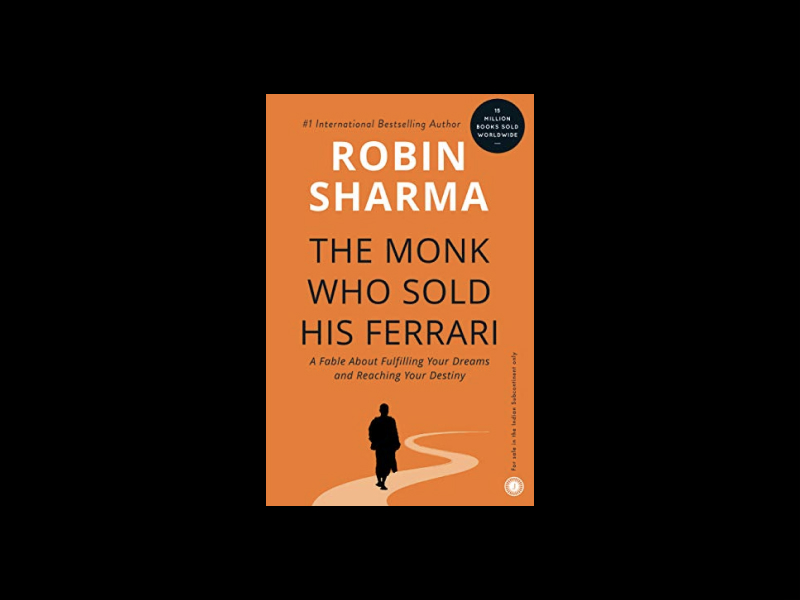 #1 International Bestselling Author
15
MILLION
BOOKS SOLD
WORLDWIDE
ROBIN
SHARMA
THE MONK
WHO SOLD
HIS FERRARI
A Fable About Fulfilling Your Dreams
and Reaching Your Destiny
For sale in the Indian Subcontinent only
J